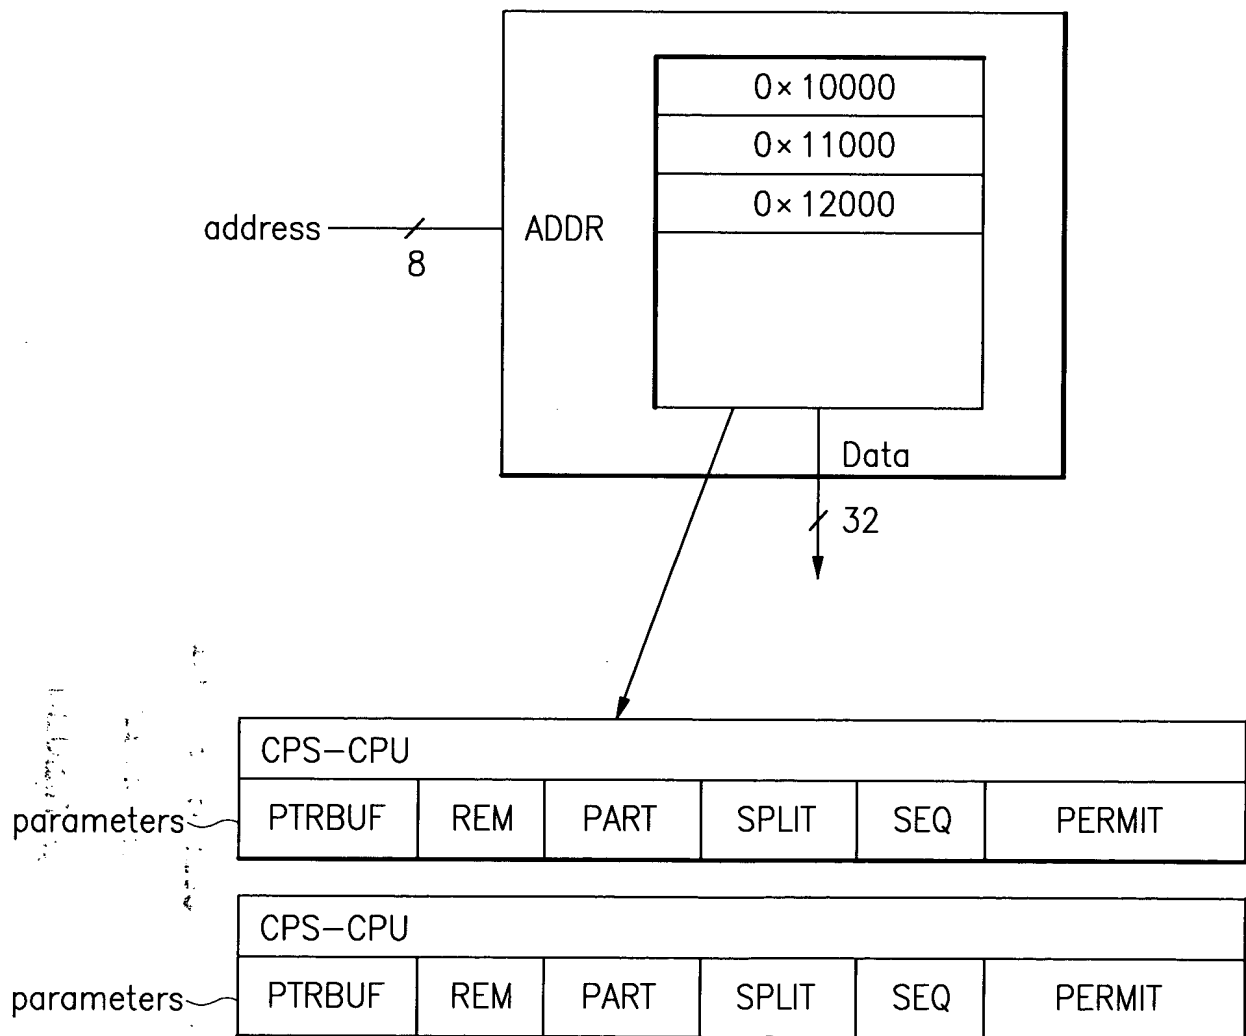 0×10000
0×11000
0×12000
address
8
ADDR
Data
32
CPS-CPU
parameters
PTRBUF REM PART SPLIT SEQ PERMIT
CPS-CPU
parameters
PTRBUF REM PART SPLIT SEQ PERMIT